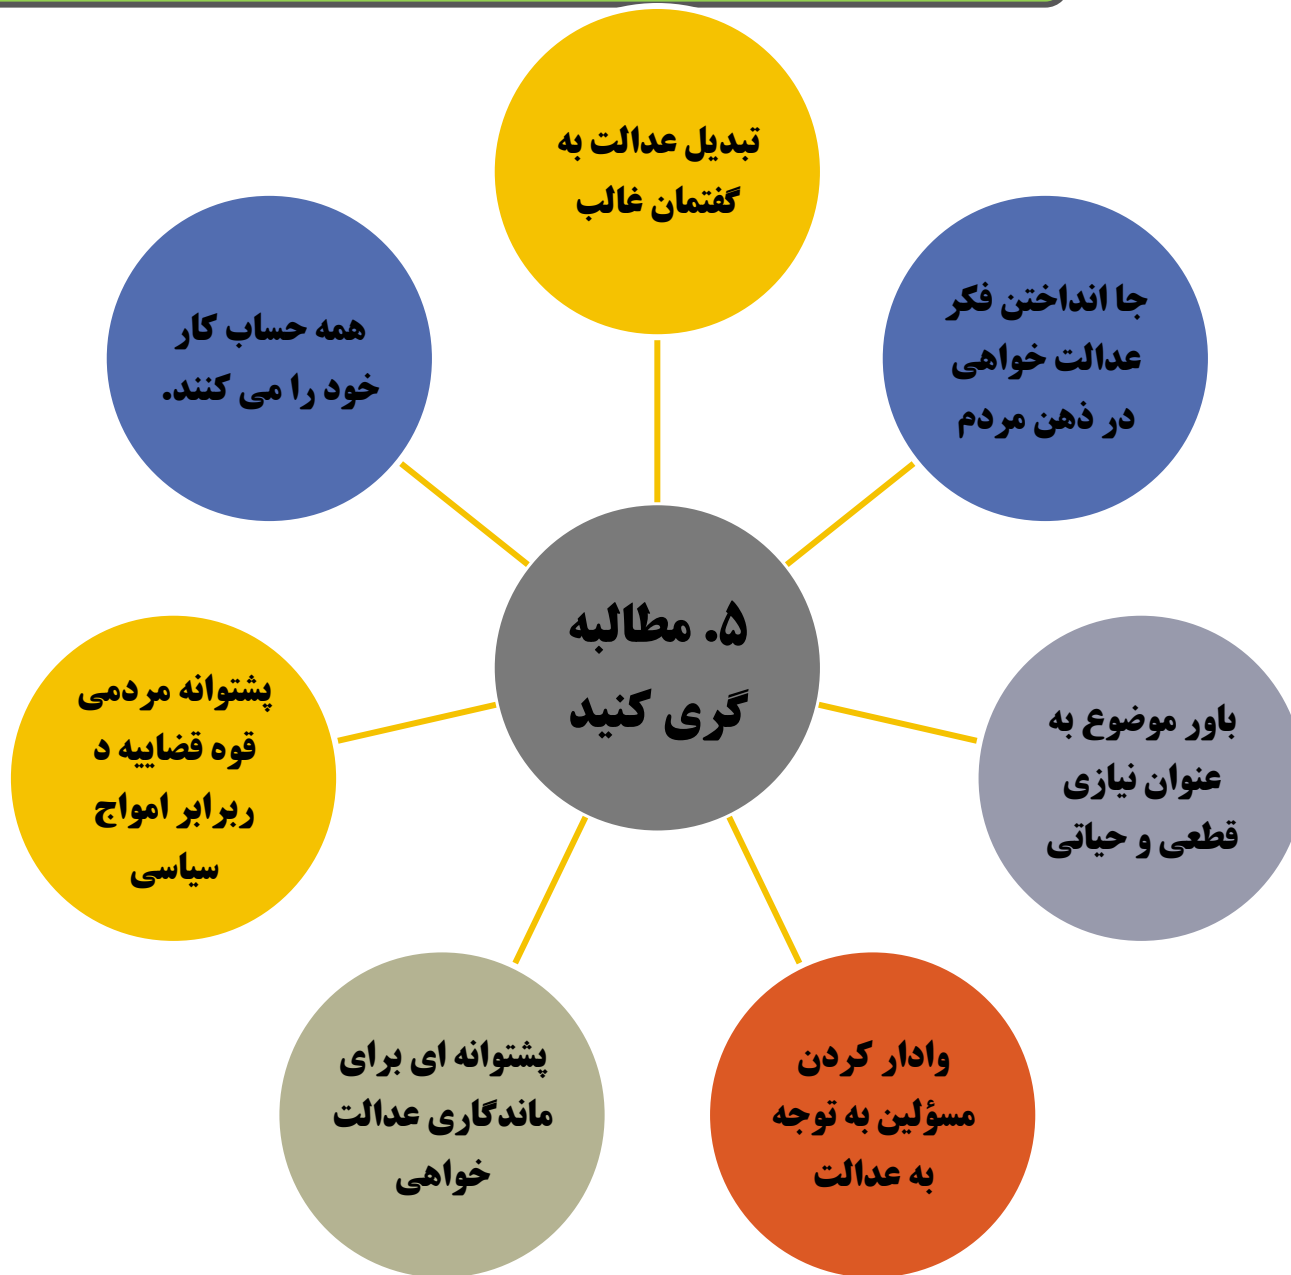 تبدیل عدالت به
گفتمان غالب
جا انداختن فکر
عدالت خواهی
در ذهن مردم
باور موضوع به
عنوان نیازی
قطعی و حیاتی
وادار کردن
مسؤلین به توجه
به عدالت
پشتوانه ای برای
ماندگاری عدالت
خواهی
پشتوانه مردمی
قوه قضاییه د
ربرابر امواج
سیاسی
همه حساب کار
خود را می کنند.
۵. مطالبه
گری کنید